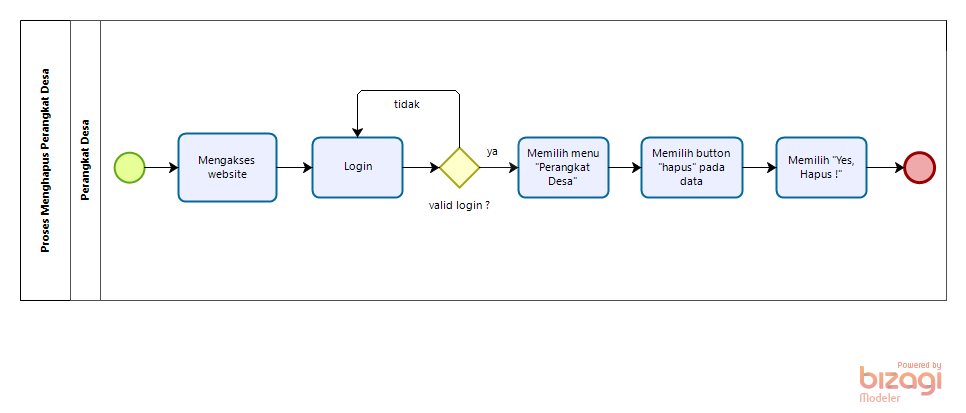 Proses Menghapus Perangkat Desa
Perangkat Desa
Mengakses
website
Login
tidak
valid login ?
ya
Memilih menu
"Perangkat
Desa"
Memilih button
"hapus" pada
data
Memilih "Yes,
Hapus !"
Powered by
bizagi
Modeler